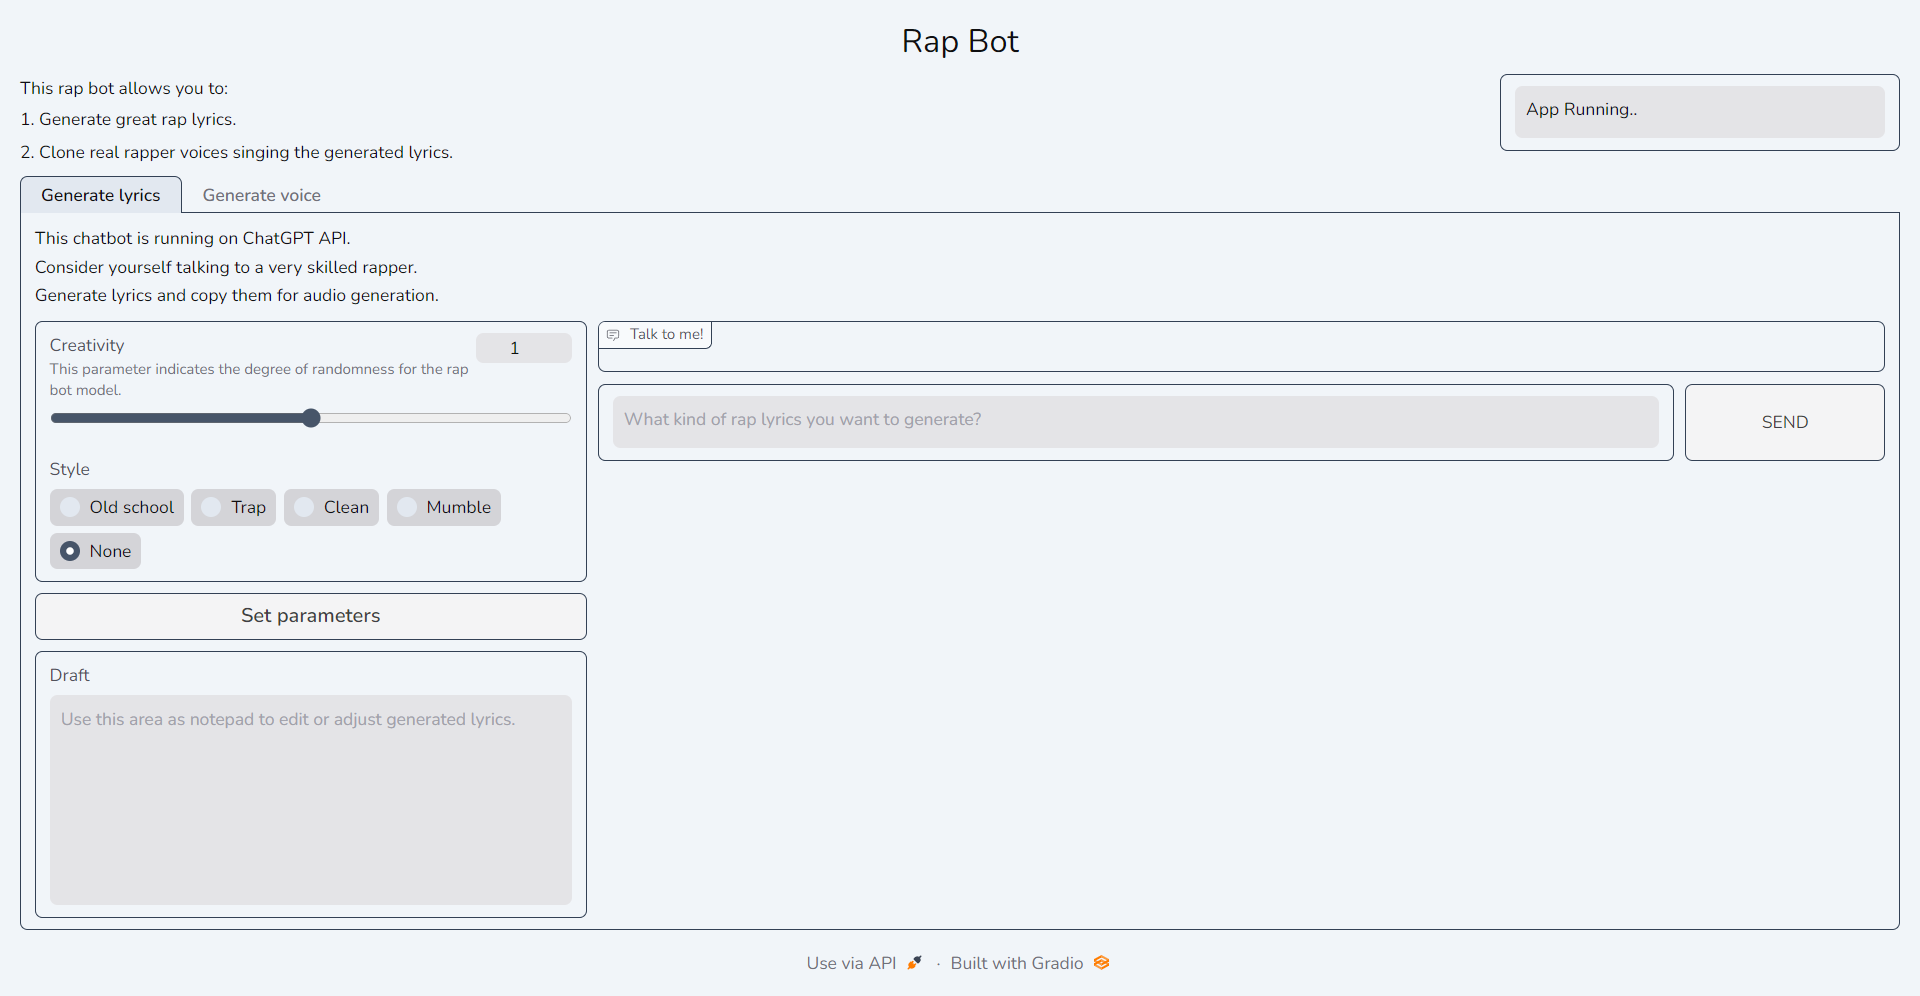 Rap Bot
This rap bot allows you to:
1. Generate great rap lyrics.
2. Clone real rapper voices singing the generated lyrics.
App Running..
Generate lyrics
Generate voice
This chatbot is running on ChatGPT API.
Consider yourself talking to a very skilled rapper.
Generate lyrics and copy them for audio generation.
Creativity
1
This parameter indicates the degree of randomness for the rap
bot model.
Style
Old school
Trap
Clean
Mumble
None
Set parameters
Draft
Use this area as notepad to edit or adjust generated lyrics.
Talk to me!
What kind of rap lyrics you want to generate?
SEND
Use via API · Built with Gradio